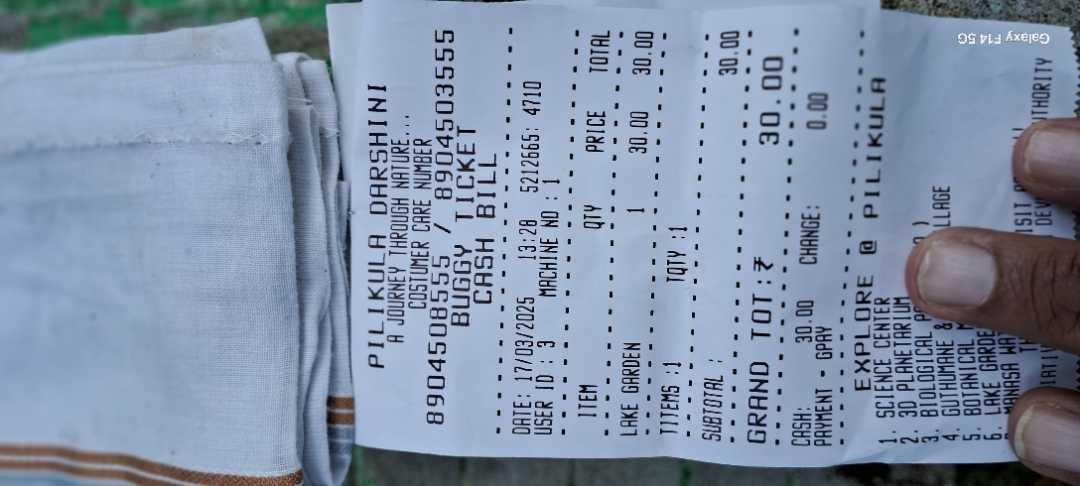 PILIKULA DARSHINI
A JOURNEY THROUGH NATURE....
COSTUMER CARE NUMBER
8904508555 / 8904503555
BUGGY TICKET
CASH BILL
DATE: 17/03/2025 13:28 5212665: 4710
USER ID : 3 MACHINE NO : 1
ITEM QTY PRICE TOTAL
LAKE GARDEN 1 30.00 30.00
TITEMS :1 TQTY :1
SUBTOTAL : 30.00
GRAND TOT:₹ 30.00
CASH: 30.00 CHANGE: 0.00
PAYMENT - GPAY
EXPLORE @ PILIKULA
1. SCIENCE CENTER
2. 3D PLANETARIUM
3. BIOLOGICAL
4. GUTHUMANE &
5. BOTANICAL
6. LAKE
Galaxy F14 5G